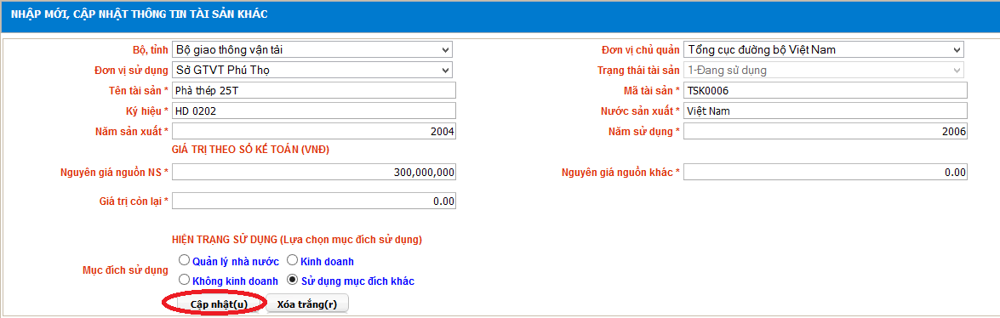 NHẬP MỚI, CẬP NHẬT THÔNG TIN TÀI SẢN KHÁC
Bộ, tỉnh Bộ giao thông vận tải Đơn vị chủ quản Tổng cục đường bộ Việt Nam
Đơn vị sử dụng Sở GTVT Phú Thọ Trạng thái tài sản 1-Đang sử dụng
Tên tài sản * Phà thép 25T Mã tài sản * TSK0006
Ký hiệu * HD 0202 Nước sản xuất * Việt Nam
Năm sản xuất * 2004 Năm sử dụng * 2006
GIÁ TRỊ THEO SỔ KẾ TOÁN (VNĐ)
Nguyên giá nguồn NS * 300,000,000 Nguyên giá nguồn khác * 0.00
Giá trị còn lại * 0.00
HIỆN TRẠNG SỬ DỤNG (Lựa chọn mục đích sử dụng)
Mục đích sử dụng
Quản lý nhà nước Kinh doanh
Không kinh doanh Sử dụng mục đích khác
Cập nhật(u) Xóa trắng(r)